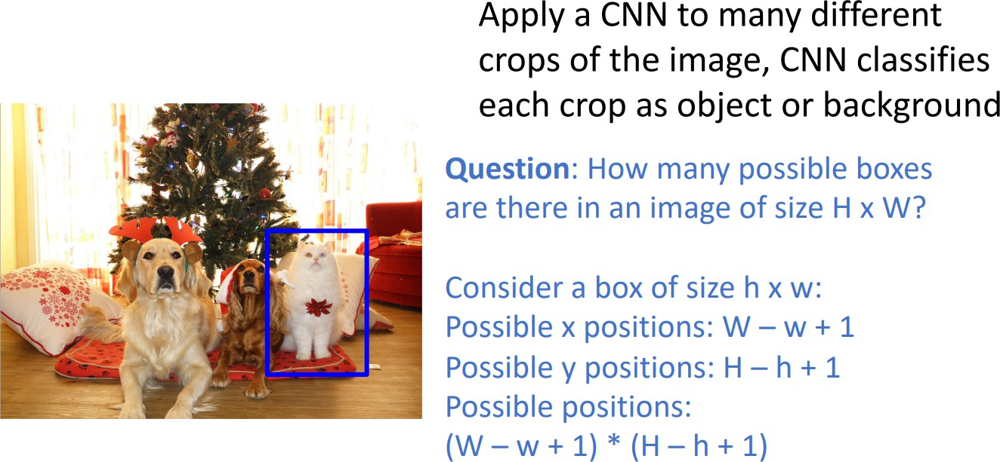 Apply a CNN to many different
crops of the image, CNN classifies
each crop as object or background
Question: How many possible boxes
are there in an image of size H x W?
Consider a box of size h x w:
Possible x positions: W – w + 1
Possible y positions: H – h + 1
Possible positions:
(W – w + 1) * (H – h + 1)